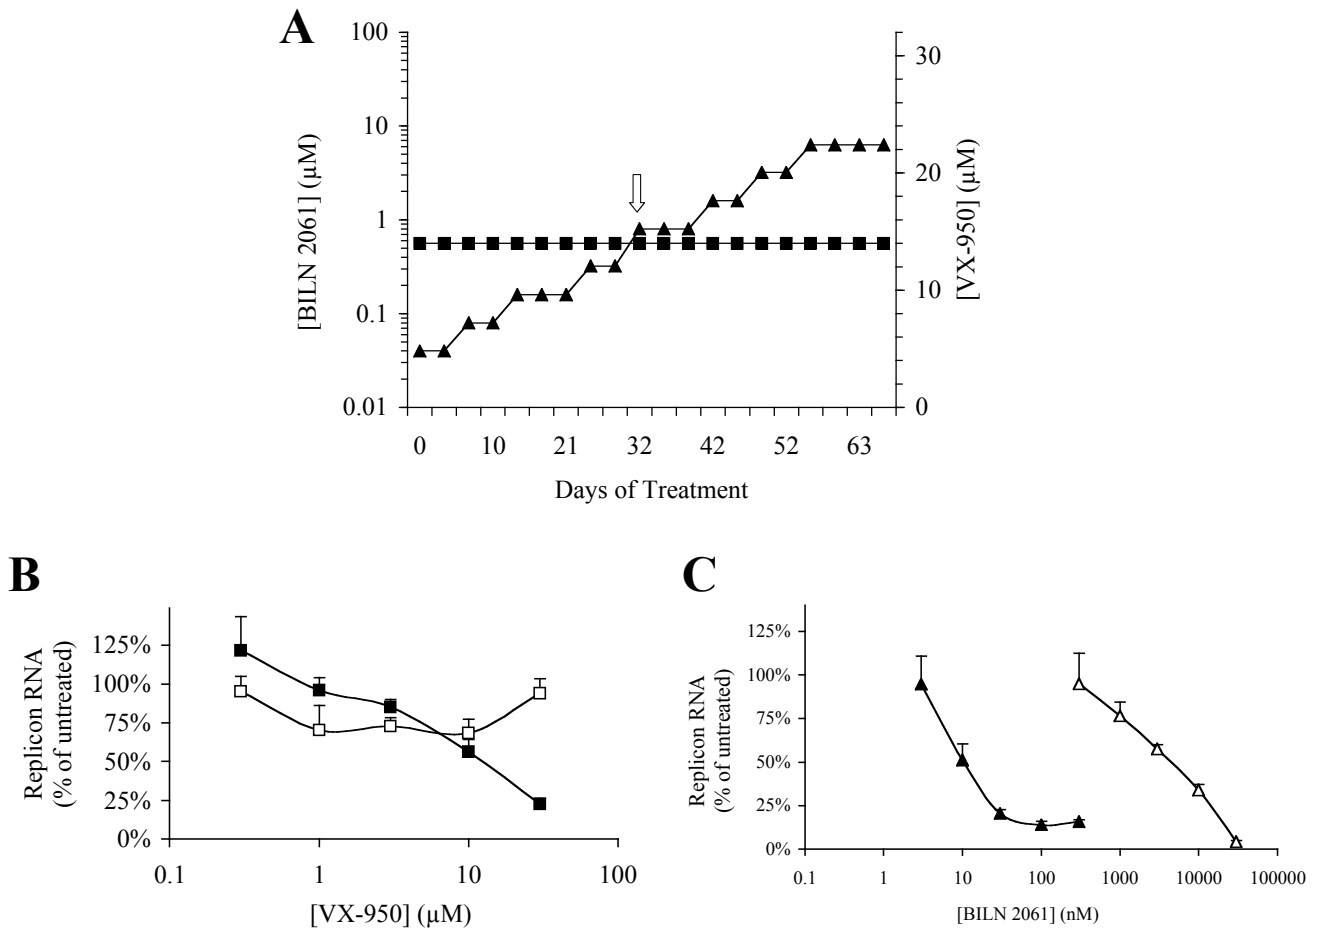 A
100
10
1
0.1
0.01
[BILN 2061] (µM)
30
20
10
0
[VX-950] (µM)
0 10 21 32 42 52 63
Days of Treatment
B
Replicon RNA
(% of untreated)
125%
100%
75%
50%
25%
0%
0.1 1 10 100
[VX-950] (µM)
C
Replicon RNA
(% of untreated)
125%
100%
75%
50%
25%
0%
0.1 1 10 100 1000 10000 100000
[BILN 2061] (nM)